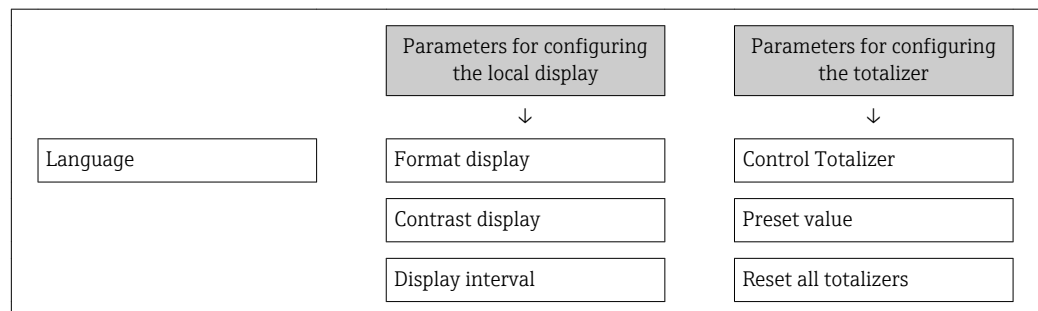 Parameters for configuring
the local display
Parameters for configuring
the totalizer
↓
↓
Language
Format display
Control Totalizer
Contrast display
Preset value
Display interval
Reset all totalizers